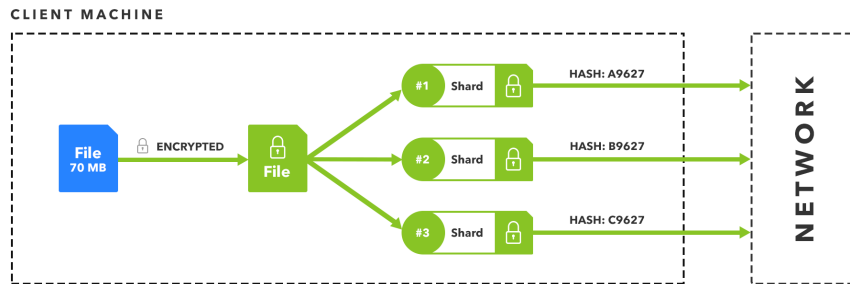 CLIENT MACHINE
File
70 MB
ENCRYPTED
File
#1 Shard
HASH: A9627
#2 Shard
HASH: B9627
#3 Shard
HASH: C9627
NETWORK